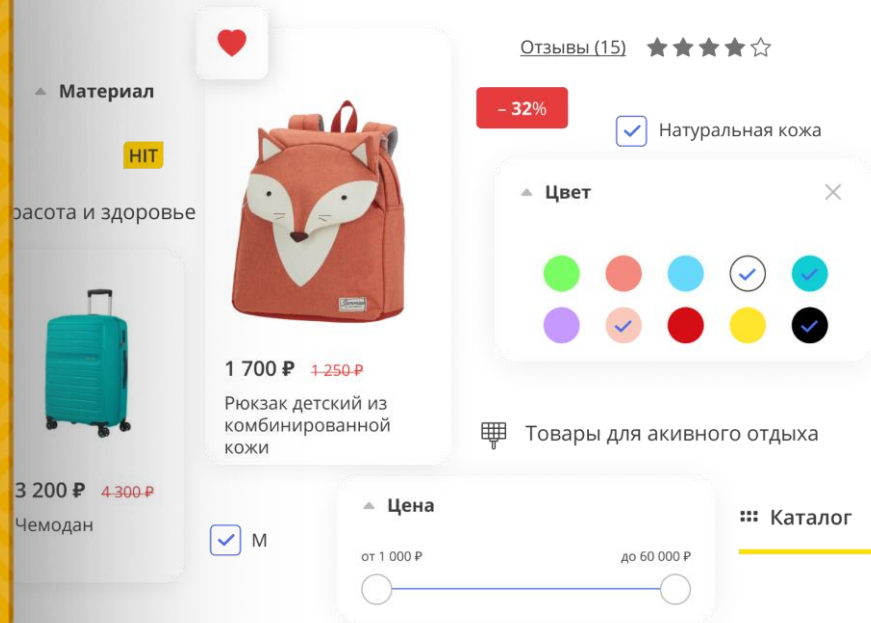 Отзывы (15)
Материал
– 32%
Натуральная кожа
HIT
Цвет
расота и здоровье
1 700 ₽ 1 250 ₽
Рюкзак детский из
комбинированной
кожи
Товары для акивного отдыха
3 200 ₽ 4 300 ₽
Чемодан
Цена
Каталог
M
от 1 000 ₽ до 60 000 ₽